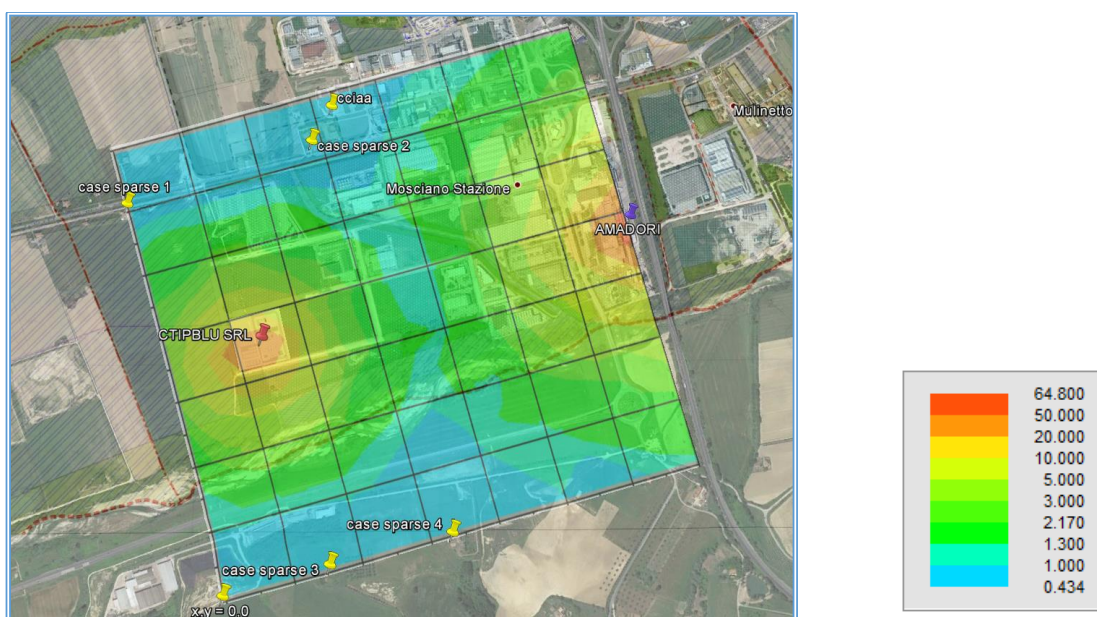 cciaa
Mulinetto
case sparse 2
case sparse 1
Mosciano Stazione
AMADORI
CTIPBLU SRL
case sparse 4
case sparse 3
x,y = 0,0
64.800
50.000
20.000
10.000
5.000
3.000
2.170
1.300
1.000
0.434